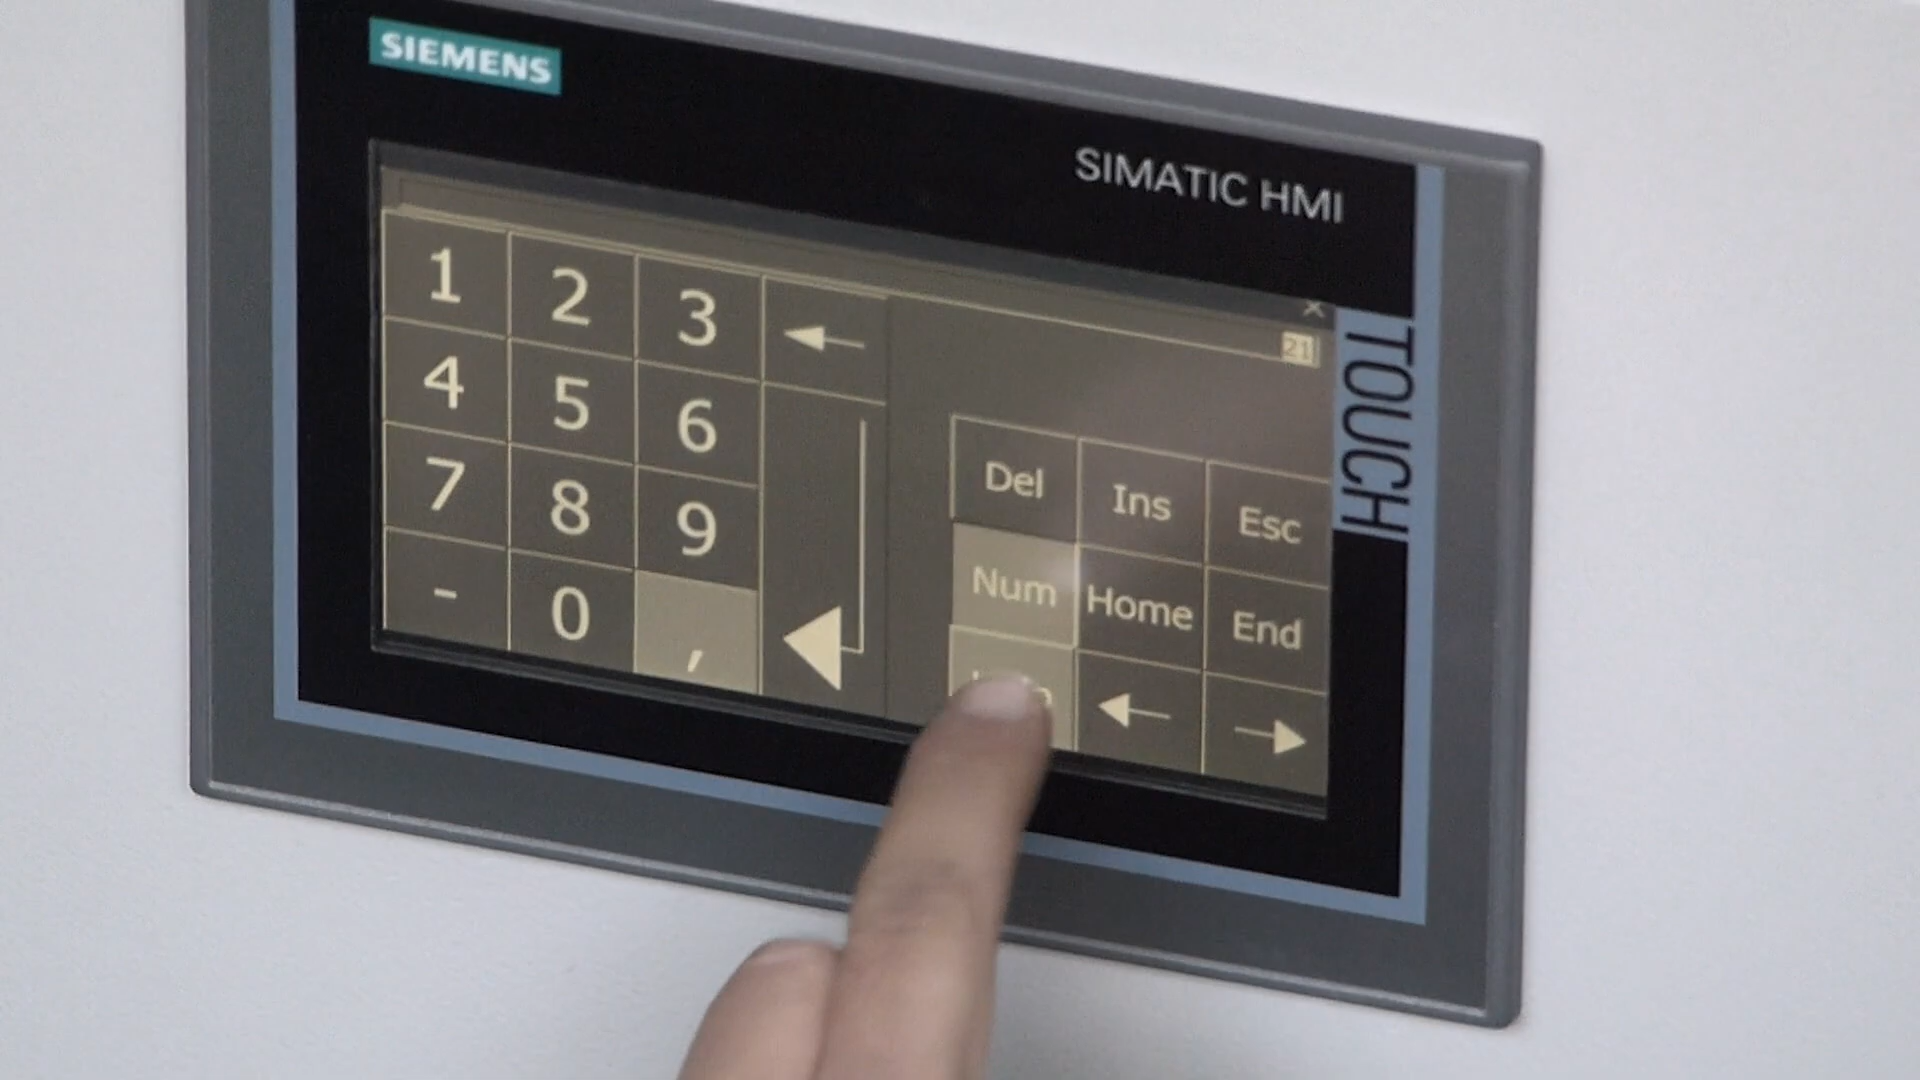 SIEMENS
SIMATIC HMI
TOUCH
21
1 2 3
4 5 6
7 8 9
- 0 ,
Del Ins Esc
Num Home End